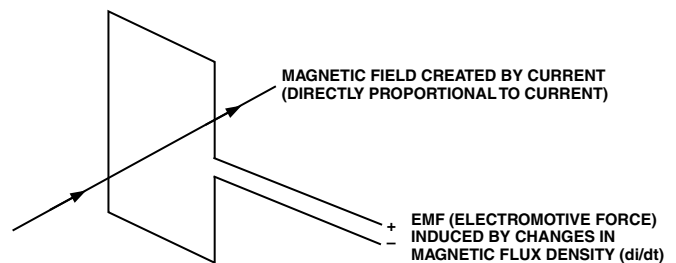 MAGNETIC FIELD CREATED BY CURRENT
(DIRECTLY PROPORTIONAL TO CURRENT)
+ EMF (ELECTROMOTIVE FORCE)
– INDUCED BY CHANGES IN
MAGNETIC FLUX DENSITY (di/dt)